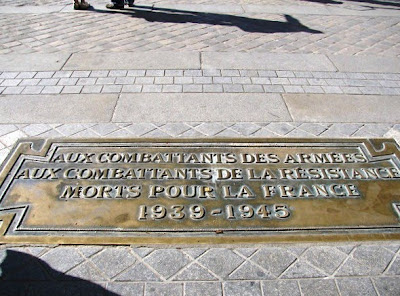 AUX COMBATTANTS DES ARMÉES
AUX COMBATTANTS DE LA RÉSISTANCE
MORTS POUR LA FRANCE
1939-1945